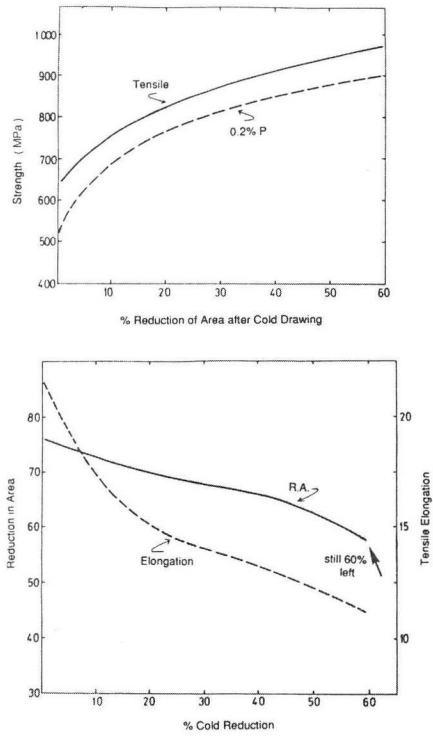 1 000
900
800
700
600
500
400
Strength (MPa)
Tensile
0.2% P
10 20 30 40 50 60
% Reduction of Area after Cold Drawing
80
70
60
50
40
30
Reduction in Area
R.A.
Elongation
still 60%
left
20
15
10
Tensile Elongation
10 20 30 40 50 60
% Cold Reduction